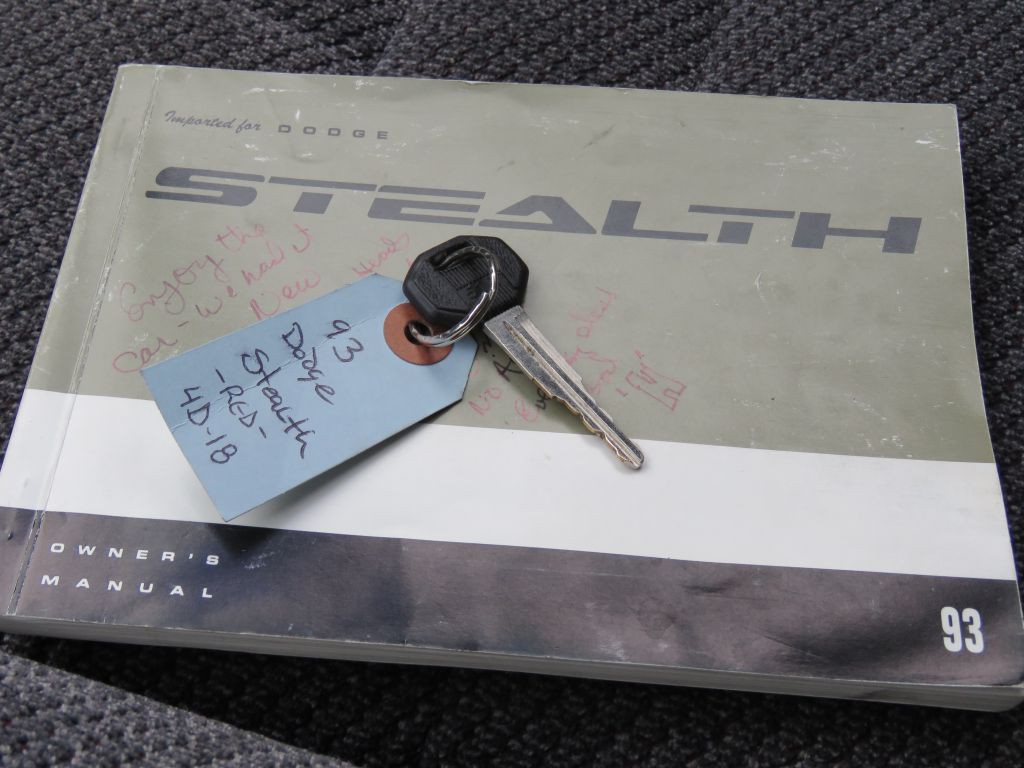 Imported for DODGE
STEALTH
Enjoy the
Car - We had
New Heads
93
Dodge
Stealth
-RED-
4D-18
OWNER'S
MANUAL
93